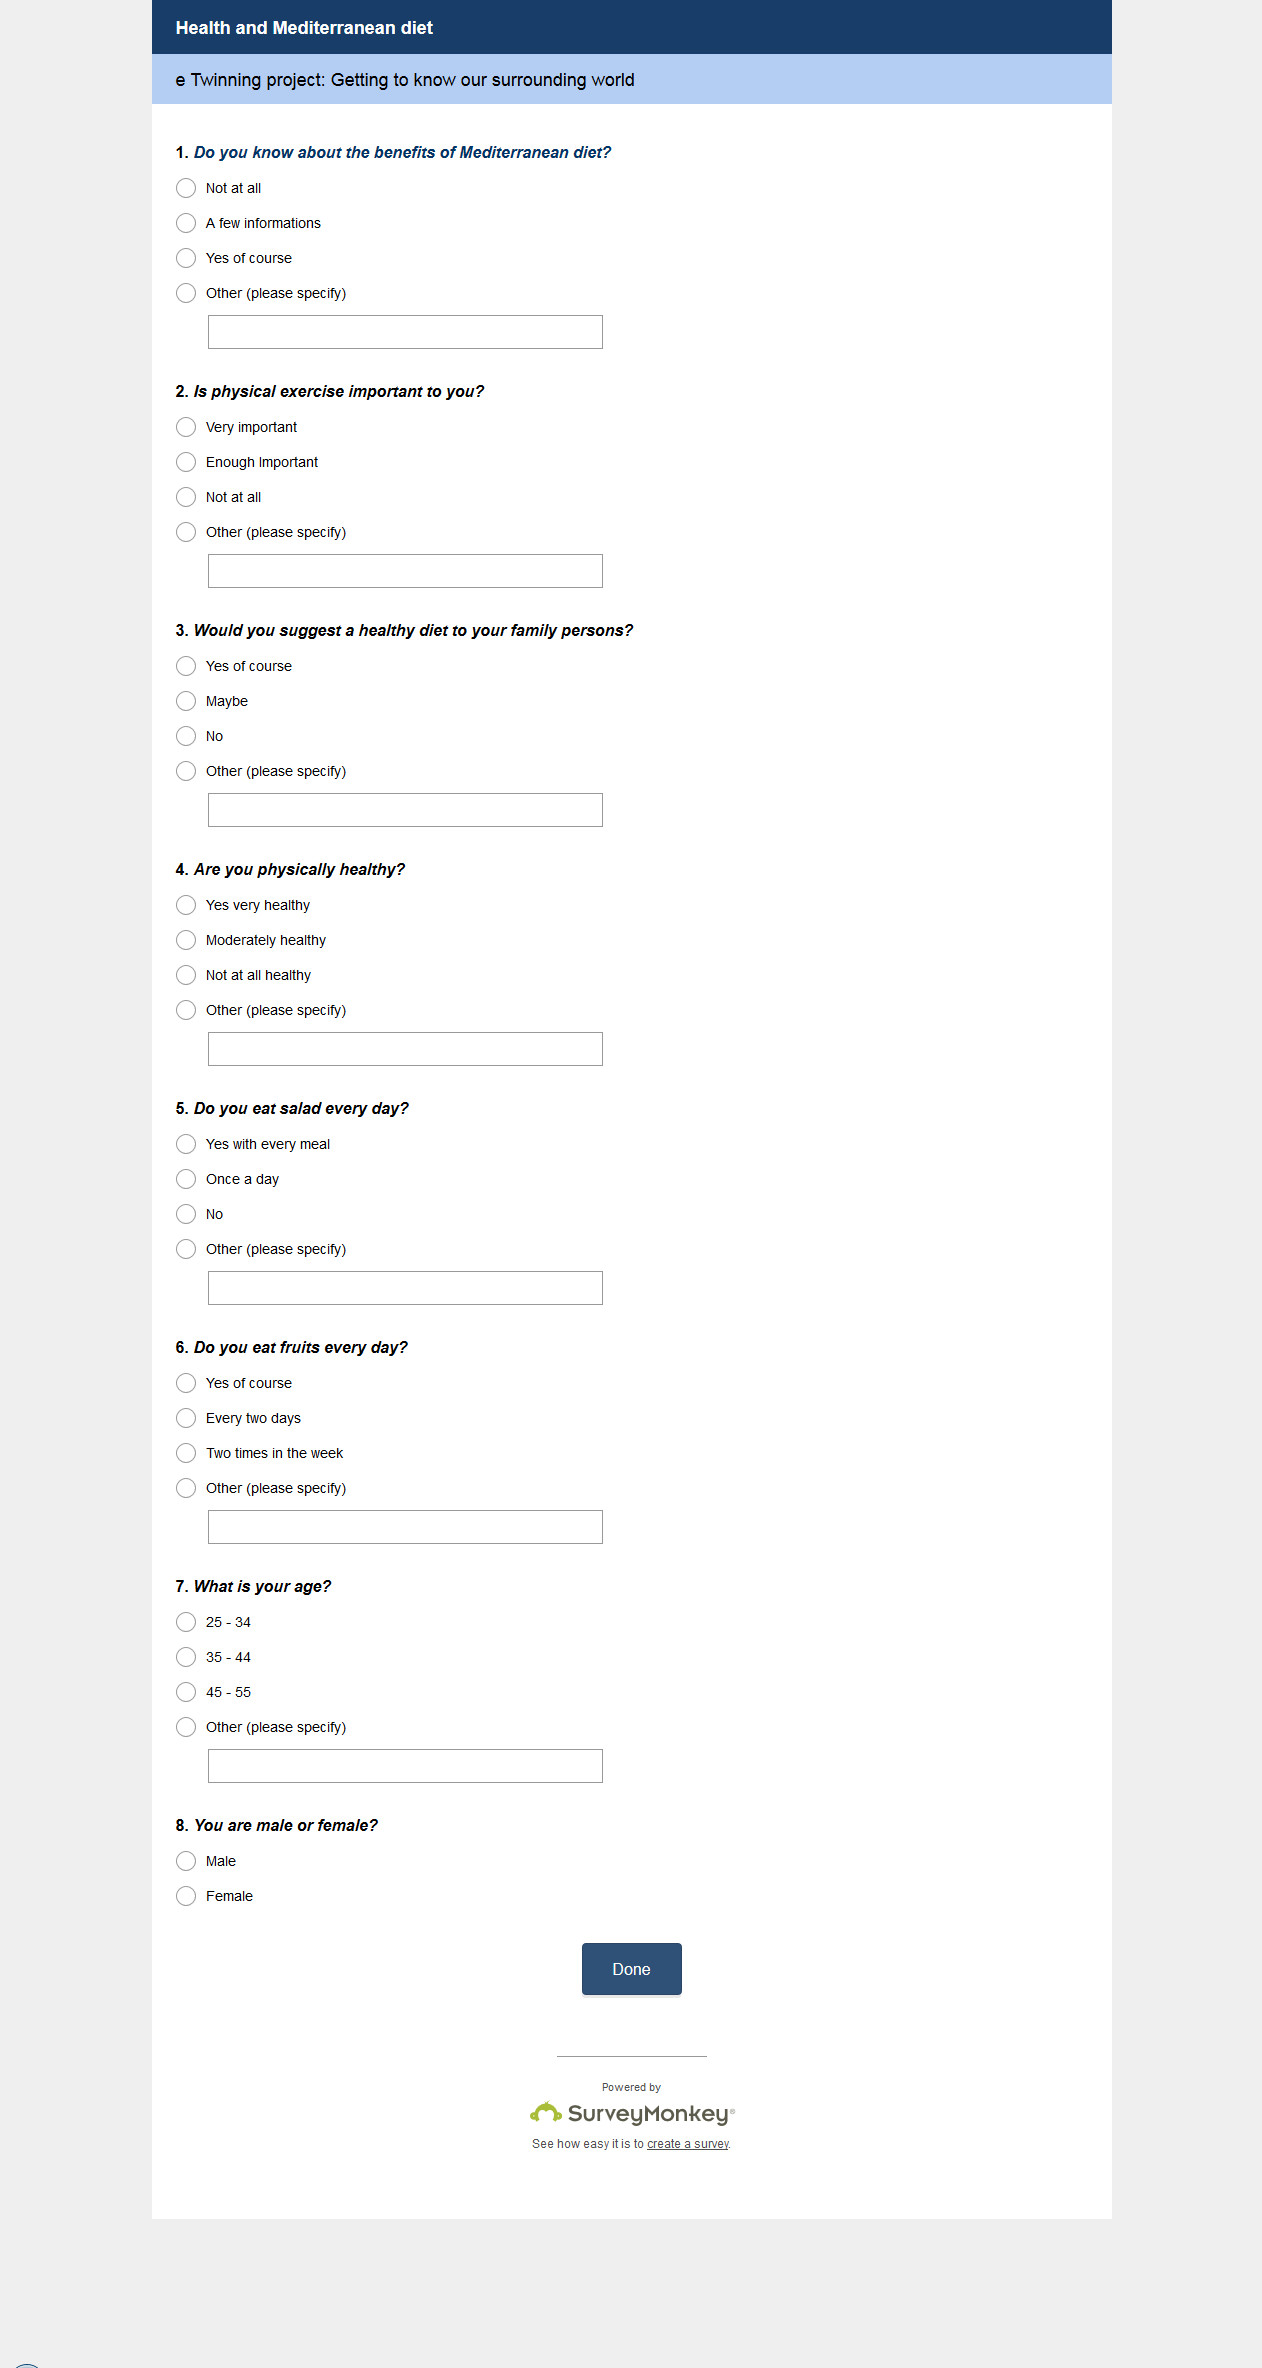 Health and Mediterranean diet
e Twinning project: Getting to know our surrounding world
1. Do you know about the benefits of Mediterranean diet?
Not at all
A few informations
Yes of course
Other (please specify)
2. Is physical exercise important to you?
Very important
Enough Important
Not at all
Other (please specify)
3. Would you suggest a healthy diet to your family persons?
Yes of course
Maybe
No
Other (please specify)
4. Are you physically healthy?
Yes very healthy
Moderately healthy
Not at all healthy
Other (please specify)
5. Do you eat salad every day?
Yes with every meal
Once a day
No
Other (please specify)
6. Do you eat fruits every day?
Yes of course
Every two days
Two times in the week
Other (please specify)
7. What is your age?
25 - 34
35 - 44
45 - 55
Other (please specify)
8. You are male or female?
Male
Female
Done
Powered by
SurveyMonkey®
See how easy it is to create a survey.